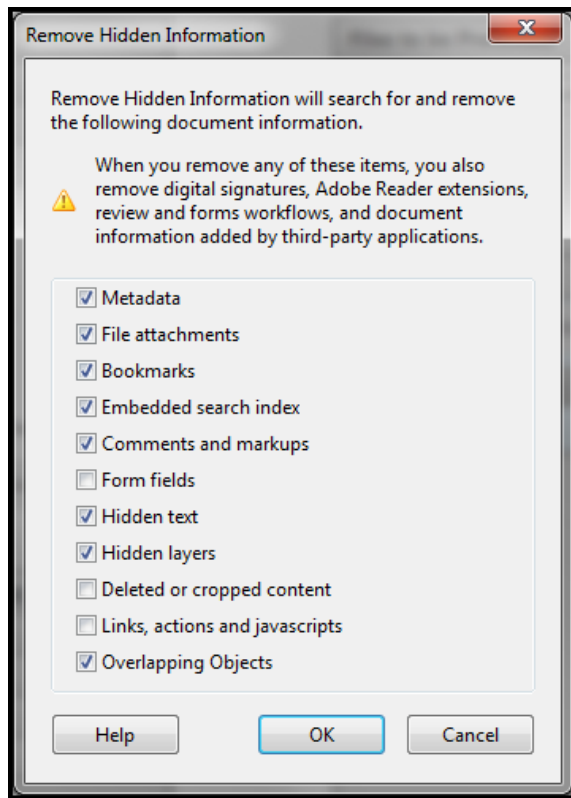 Remove Hidden Information
Remove Hidden Information will search for and remove
the following document information.
When you remove any of these items, you also
remove digital signatures, Adobe Reader extensions,
review and forms workflows, and document
information added by third-party applications.
Metadata
File attachments
Bookmarks
Embedded search index
Comments and markups
Form fields
Hidden text
Hidden layers
Deleted or cropped content
Links, actions and javascripts
Overlapping Objects
Help
OK
Cancel